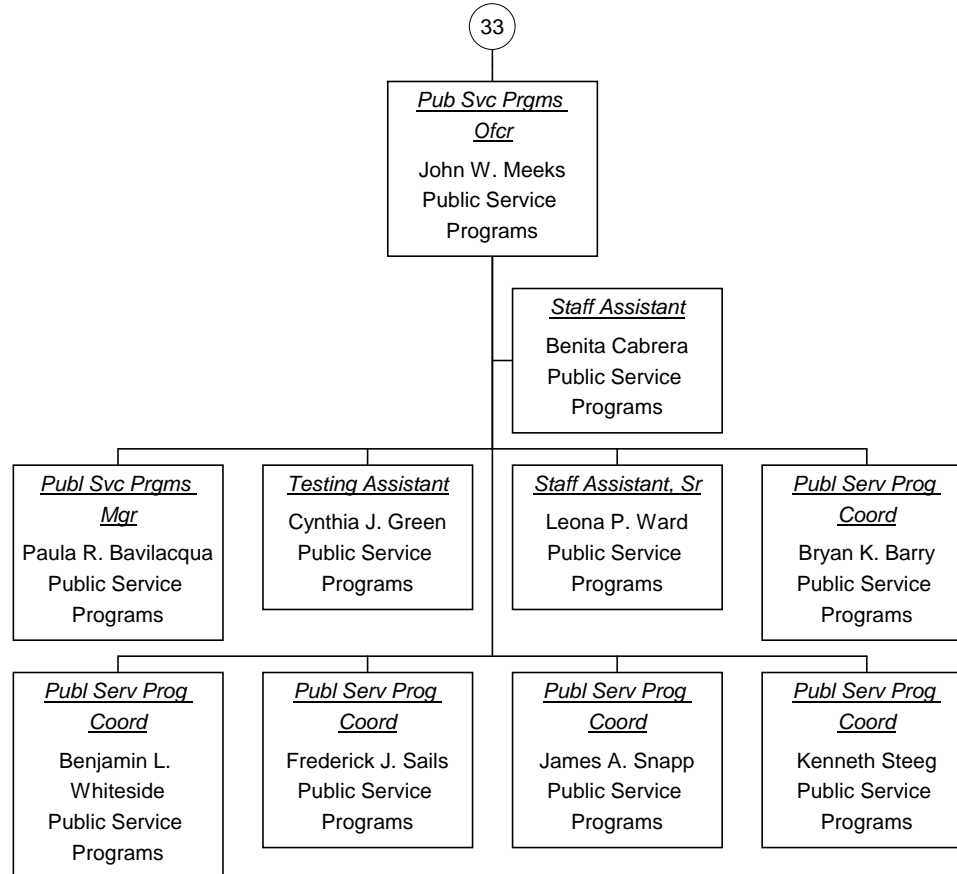 33
Pub Svc Prgms
Ofcr
John W. Meeks
Public Service
Programs
Staff Assistant
Benita Cabrera
Public Service
Programs
Publ Svc Prgms
Mgr
Paula R. Bavilacqua
Public Service
Programs
Testing Assistant
Cynthia J. Green
Public Service
Programs
Staff Assistant, Sr
Leona P. Ward
Public Service
Programs
Publ Serv Prog
Coord
Bryan K. Barry
Public Service
Programs
Publ Serv Prog
Coord
Benjamin L.
Whiteside
Public Service
Programs
Publ Serv Prog
Coord
Frederick J. Sails
Public Service
Programs
Publ Serv Prog
Coord
James A. Snapp
Public Service
Programs
Publ Serv Prog
Coord
Kenneth Steeg
Public Service
Programs